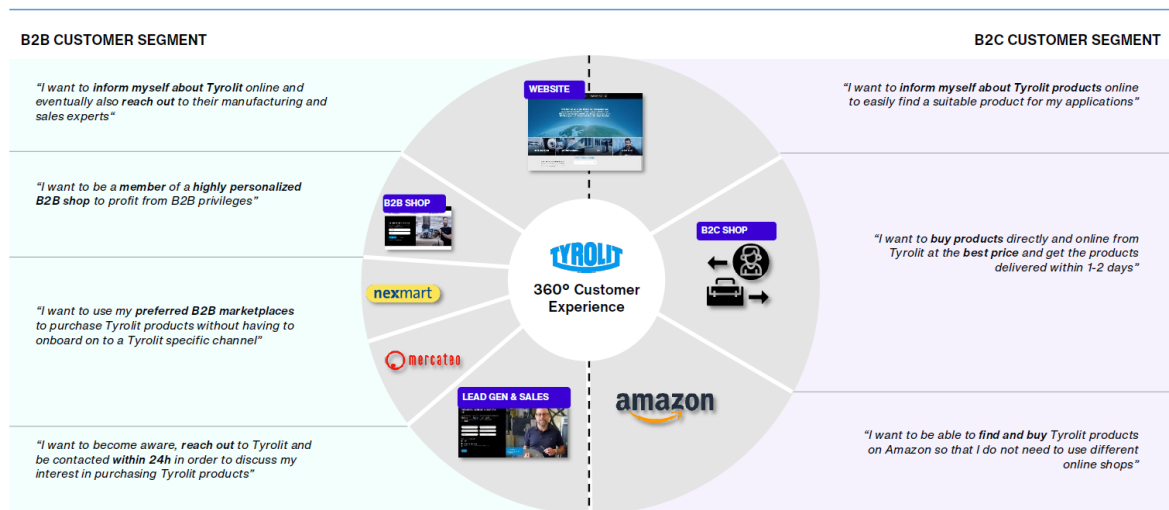 B2B CUSTOMER SEGMENT
B2C CUSTOMER SEGMENT
"I want to inform myself about Tyrolit online and
eventually also reach out to their manufacturing and
sales experts"
"I want to be a member of a highly personalized
B2B shop to profit from B2B privileges"
"I want to use my preferred B2B marketplaces
to purchase Tyrolit products without having to
onboard on to a Tyrolit specific channel"
"I want to become aware, reach out to Tyrolit and
be contacted within 24h in order to discuss my
interest in purchasing Tyrolit products"
WEBSITE
B2B SHOP
nexmart
mercateo
LEAD GEN & SALES
TYROLIT
360° Customer
Experience
B2C SHOP
amazon
"I want to inform myself about Tyrolit products online
to easily find a suitable product for my applications"
"I want to buy products directly and online from
Tyrolit at the best price and get the products
delivered within 1-2 days"
"I want to be able to find and buy Tyrolit products
on Amazon so that I do not need to use different
online shops"